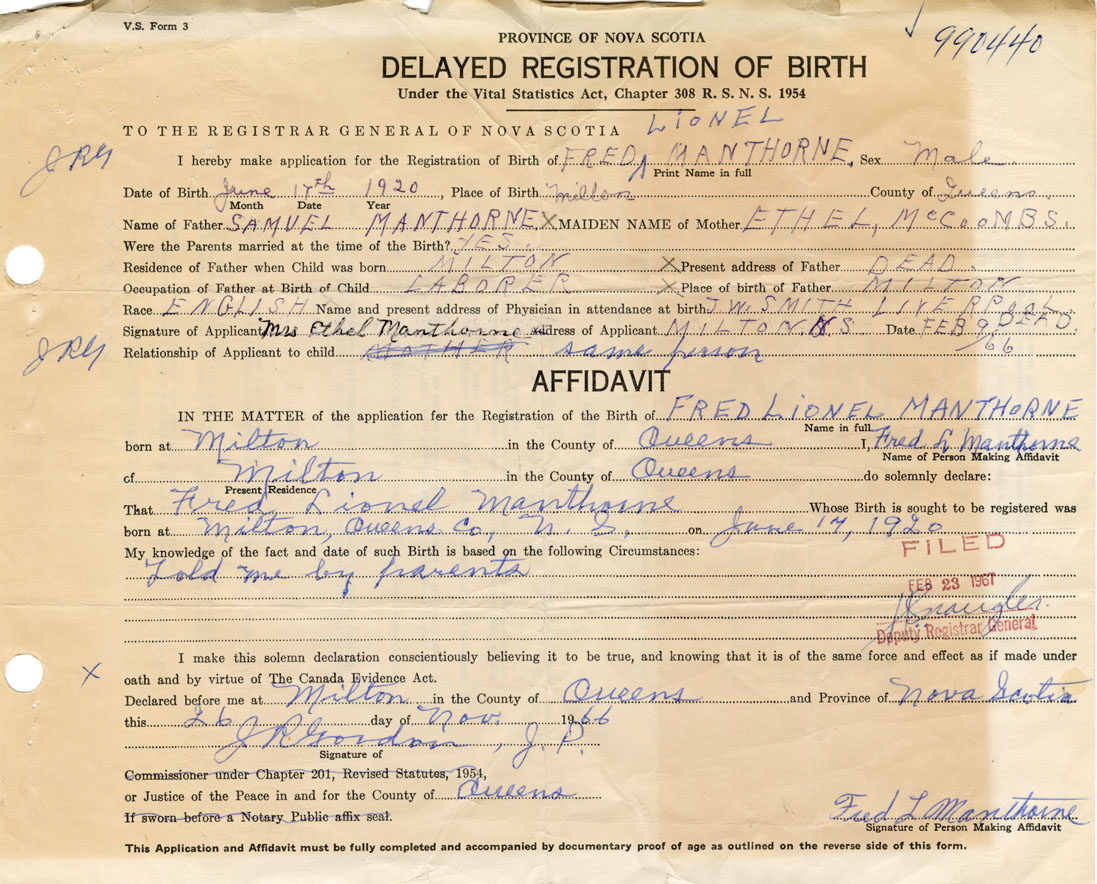 V.S. Form 3
990440
PROVINCE OF NOVA SCOTIA
DELAYED REGISTRATION OF BIRTH
Under the Vital Statistics Act, Chapter 308 R. S. N. S. 1954
TO THE REGISTRAR GENERAL OF NOVA SCOTIA
LIONEL
JRG I hereby make application for the Registration of Birth of FRED MANTHORNE, Sex Male
Print Name in full
Date of Birth June 17th 1920, Place of Birth Milton County of Queens
Month Date Year
Name of Father SAMUEL MANTHORNE X MAIDEN NAME of Mother ETHEL, McCOOMBS.
Were the Parents married at the time of the Birth? YES.
Residence of Father when Child was born MILTON X Present address of Father DEAD.
Occupation of Father at Birth of Child LABORER X Place of birth of Father MILTON
Race ENGLISH Name and present address of Physician in attendance at birth J.W. SMITH LIVERPOOL DEAD
Signature of Applicant Mrs Ethel Manthorne address of Applicant MILTON N.S. Date FEB 9/66
JRG Relationship of Applicant to child MOTHER same person
AFFIDAVIT
IN THE MATTER of the application for the Registration of the Birth of FRED LIONEL MANTHORNE
Name in full
born at Milton in the County of Queens I, Fred L Manthorne
Name of Person Making Affidavit
of Milton in the County of Queens do solemnly declare:
Present Residence
That Fred Lionel Manthorne Whose Birth is sought to be registered was
born at Milton, Queens Co., N. S. on June 17, 1920
My knowledge of the fact and date of such Birth is based on the following Circumstances:
FILED
Told me by parents
FEB 23 1967
Deputy Registrar General
I make this solemn declaration conscientiously believing it to be true, and knowing that it is of the same force and effect as if made under
X oath and by virtue of The Canada Evidence Act.
Declared before me at Milton in the County of Queens and Province of Nova Scotia
this 26 day of Nov. 1966
J R Gordon, J. P.
Signature of
Commissioner under Chapter 201, Revised Statutes, 1954,
or Justice of the Peace in and for the County of Queens
If sworn before a Notary Public affix seal.
Fred L Manthorne
Signature of Person Making Affidavit
This Application and Affidavit must be fully completed and accompanied by documentary proof of age as outlined on the reverse side of this form.